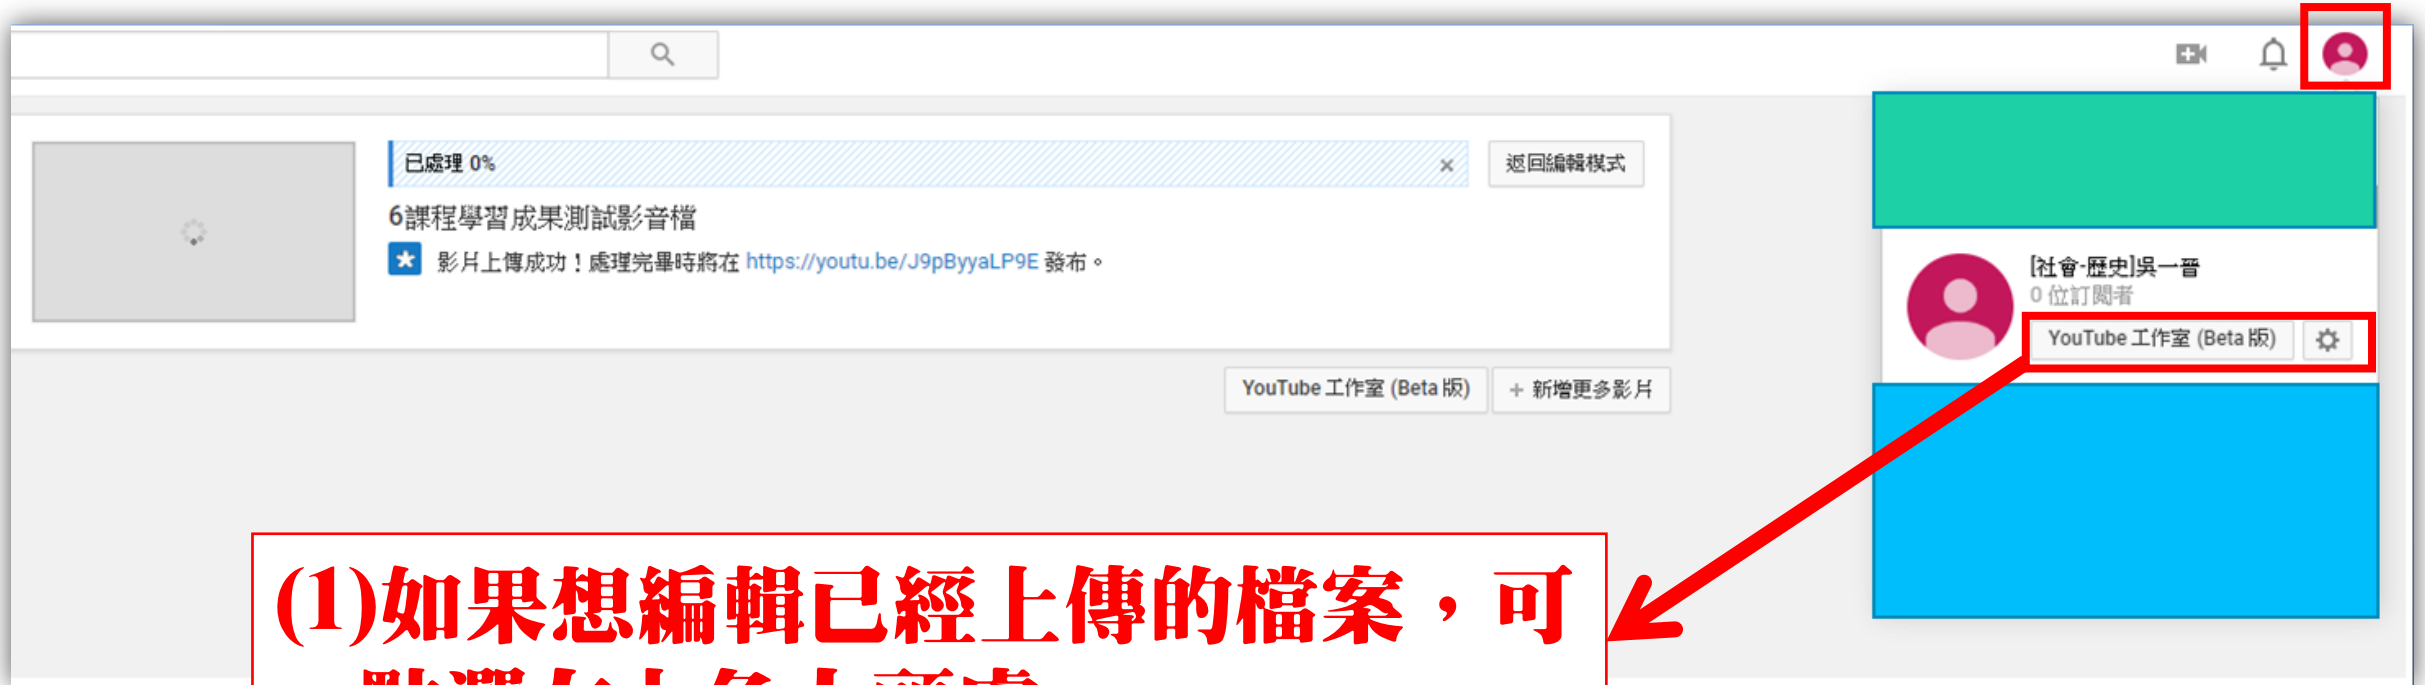 已處理 0%
返回編輯模式
6課程學習成果測試影音檔
影片上傳成功！處理完畢時將在 https://youtu.be/J9pByyaLP9E 發布。
[社會-歷史]吳一晉
0 位訂閱者
YouTube 工作室 (Beta 版)
YouTube 工作室 (Beta 版)
+ 新增更多影片
(1)如果想編輯已經上傳的檔案，可